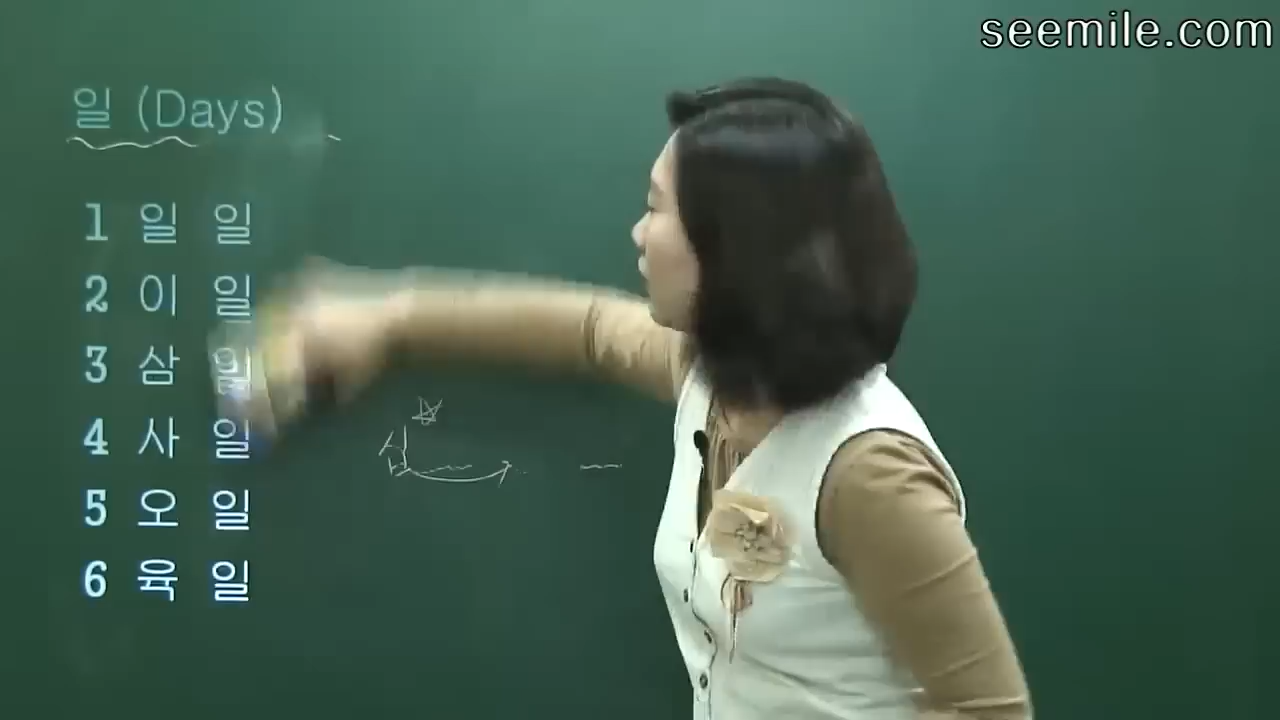 seemile.com
일 (Days)
1 일 일
2 이 일
3 삼 일
4 사 일
5 오 일
6 육 일